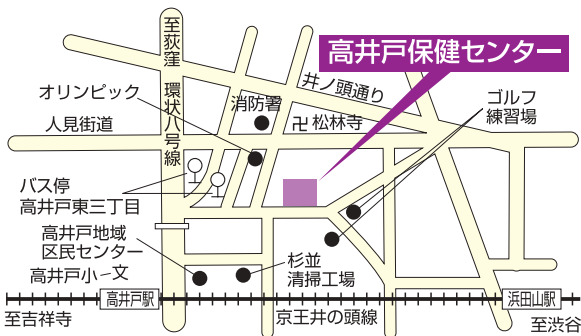 至荻窪
環状八号線
高井戸保健センター
オリンピック
井ノ頭通り
消防署
ゴルフ
練習場
人見街道
卍松林寺
バス停
高井戸東三丁目
高井戸地域
区民センター
高井戸小
文
杉並
清掃工場
高井戸駅
浜田山駅
至吉祥寺
京王井の頭線
至渋谷